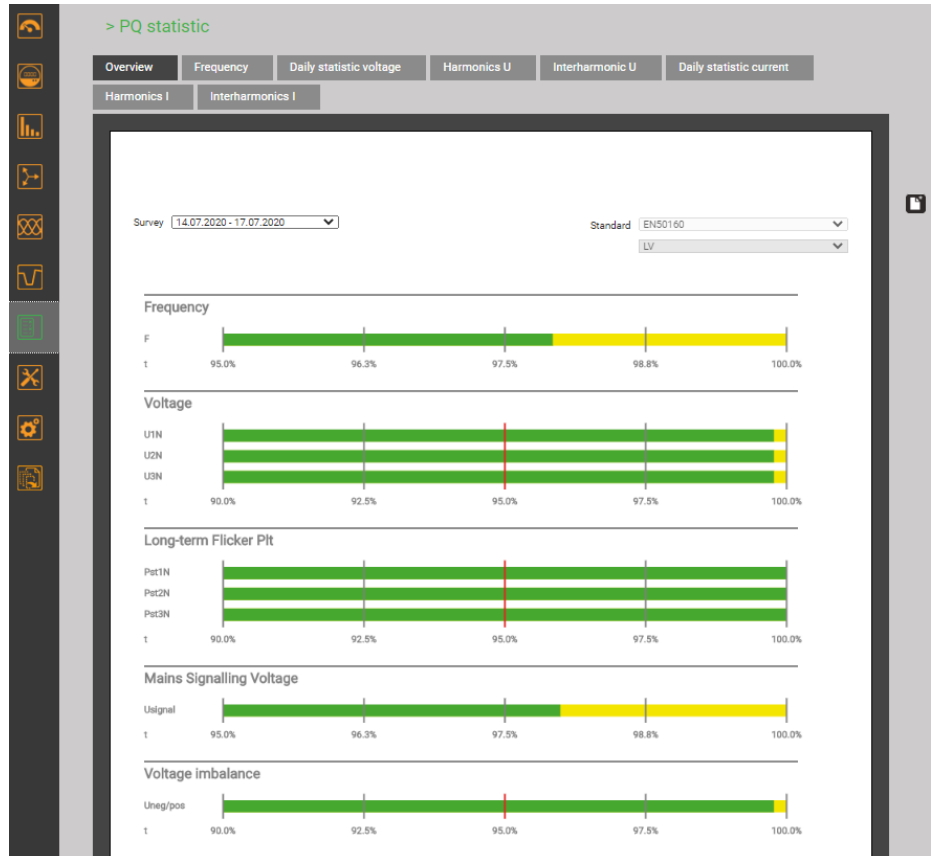 > PQ statistic
Overview Frequency Daily statistic voltage Harmonics U Interharmonic U Daily statistic current
Harmonics I Interharmonics I
Survey 14.07.2020 - 17.07.2020 Standard EN50160
LV
Frequency
F
t 95.0% 96.3% 97.5% 98.8% 100.0%
Voltage
U1N
U2N
U3N
t 90.0% 92.5% 95.0% 97.5% 100.0%
Long-term Flicker Plt
Pst1N
Pst2N
Pst3N
t 90.0% 92.5% 95.0% 97.5% 100.0%
Mains Signalling Voltage
Usignal
t 95.0% 96.3% 97.5% 98.8% 100.0%
Voltage imbalance
Uneg/pos
t 90.0% 92.5% 95.0% 97.5% 100.0%